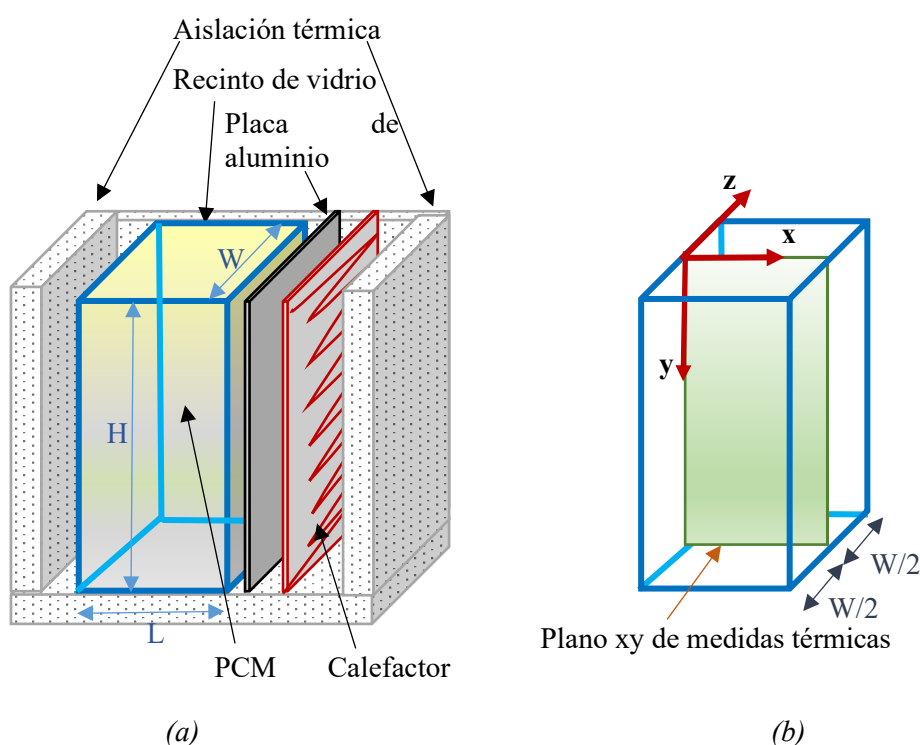 Aislación térmica
Recinto de vidrio
Placa de
aluminio
W
H
L
PCM
Calefactor
(a)
z
x
y
W/2
W/2
Plano xy de medidas térmicas
(b)